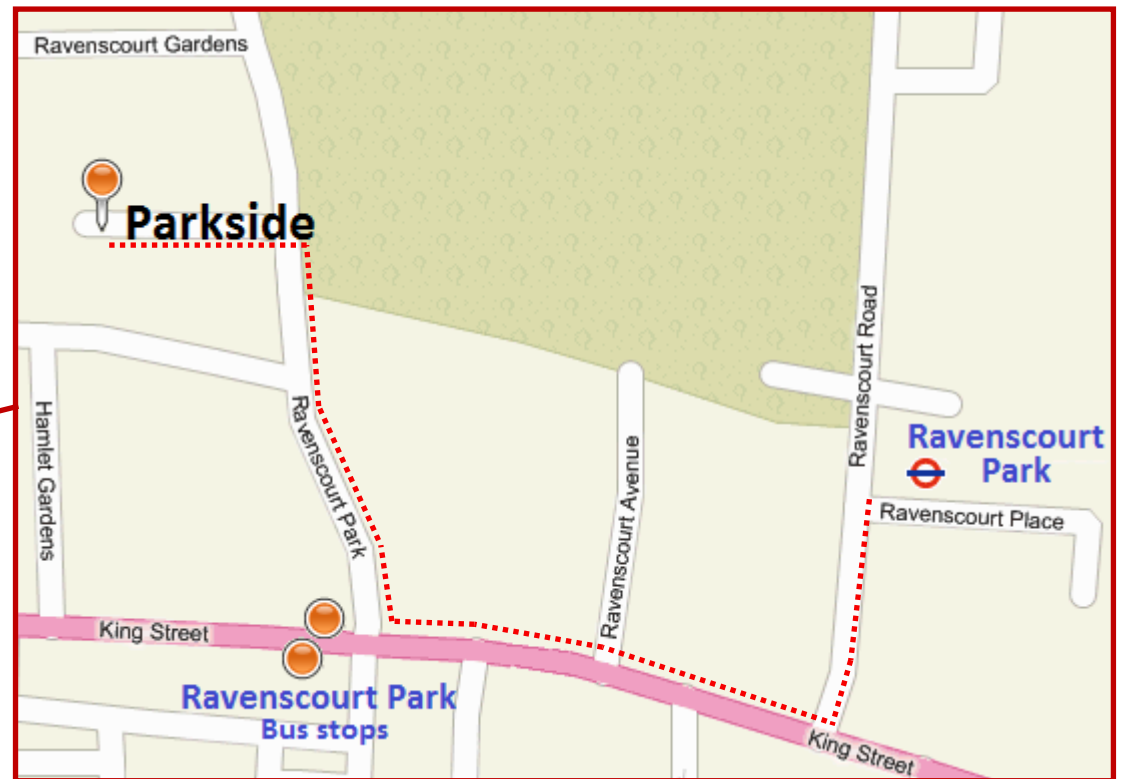 Ravenscourt Gardens
Parkside
Ravenscourt Road
Hamlet Gardens
Ravenscourt Park
Ravenscourt Avenue
Ravenscourt
Park
Ravenscourt Place
King Street
Ravenscourt Park
Bus stops
King Street